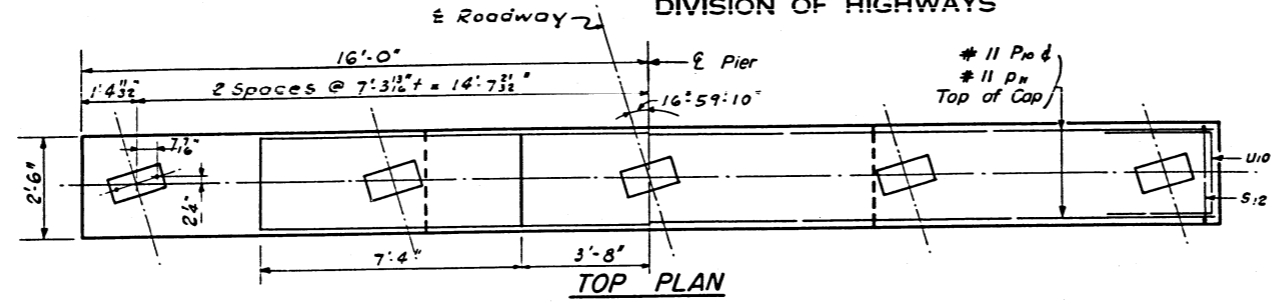 DIVISION OF HIGHWAYS
℄ Roadway
16'-0"
℄ Pier
# 11 P10 &
# 11 P11
Top of Cap
1'-4 11/32"
2 Spaces @ 7'-3 13/16"± = 14'-7 21/32"
16°-59'-10"
7 7/16"
2'-6"
2 1/4"
U10
S12
7'-4"
3'-8"
TOP PLAN